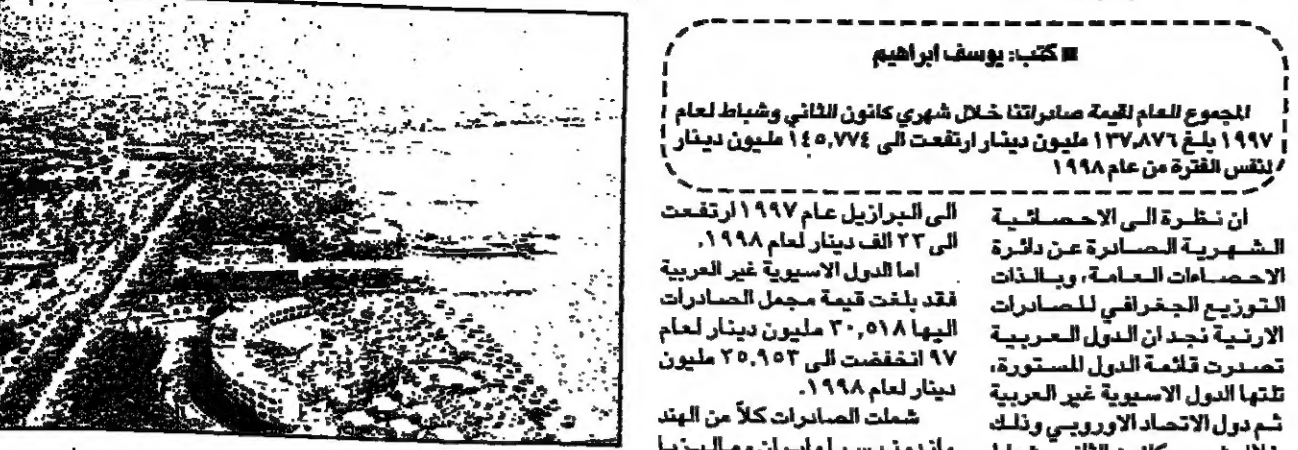 ■ كتب: يوسف ابراهيم
المجموع العام لقيمة صادراتنا خلال شهري كانون الثاني وشباط لعام
١٩٩٧ بلغ ١٣٧,٨٧٦ مليون دينار ارتفعت الى ١٤٥,٧٧٤ مليون دينار
لنفس الفترة من عام ١٩٩٨
ان نظرة الى الاحصائية
الشهرية الصادرة عن دائرة
الاحصاءات العامة، وبالذات
التوزيع الجغرافي للصادرات
الارنية نجد ان الدول العربية
تصدرت قائمة الدول المستورة،
تلتها الدول الاسيوية غير العربية
ثم دول الاتحاد الاوروبي وذلك
الى البرازيل عام ١٩٩٧ ارتفعت
الى ٢٣ الف دينار لعام ١٩٩٨.
اما الدول الاسيوية غير العربية
فقد بلغت قيمة مجمل الصادرات
اليها ٣٠,٥١٨ مليون دينار لعام
٩٧ انخفضت الى ٢٥,٩٥٣ مليون
دينار لعام ١٩٩٨.
شملت الصادرات كلاً من الهند